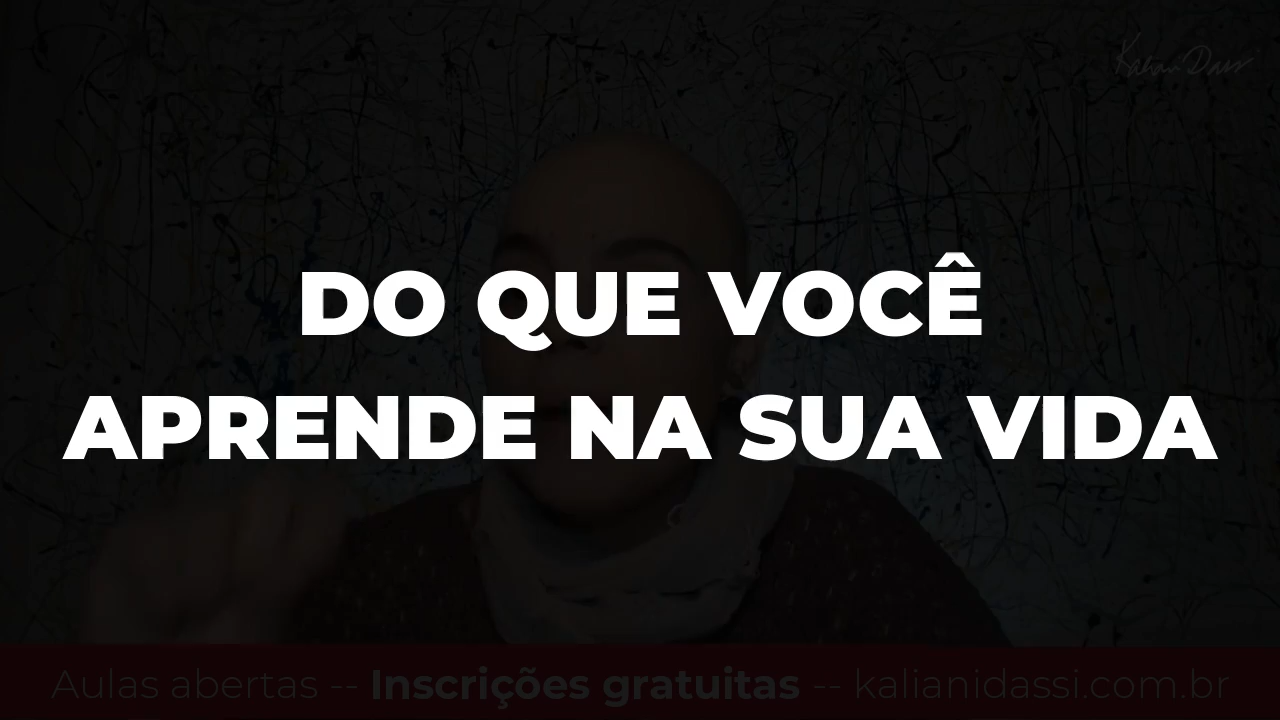 DO QUE VOCÊ
APRENDE NA SUA VIDA
Aulas abertas -- Inscrições gratuitas -- kalianidassi.com.br